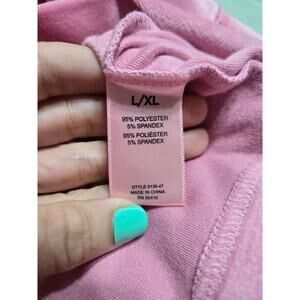 L/XL
95% POLYESTER
5% SPANDEX
95% POLIÉSTER
5% SPANDEX
STYLE 9136-47
MADE IN CHINA
RN 90410